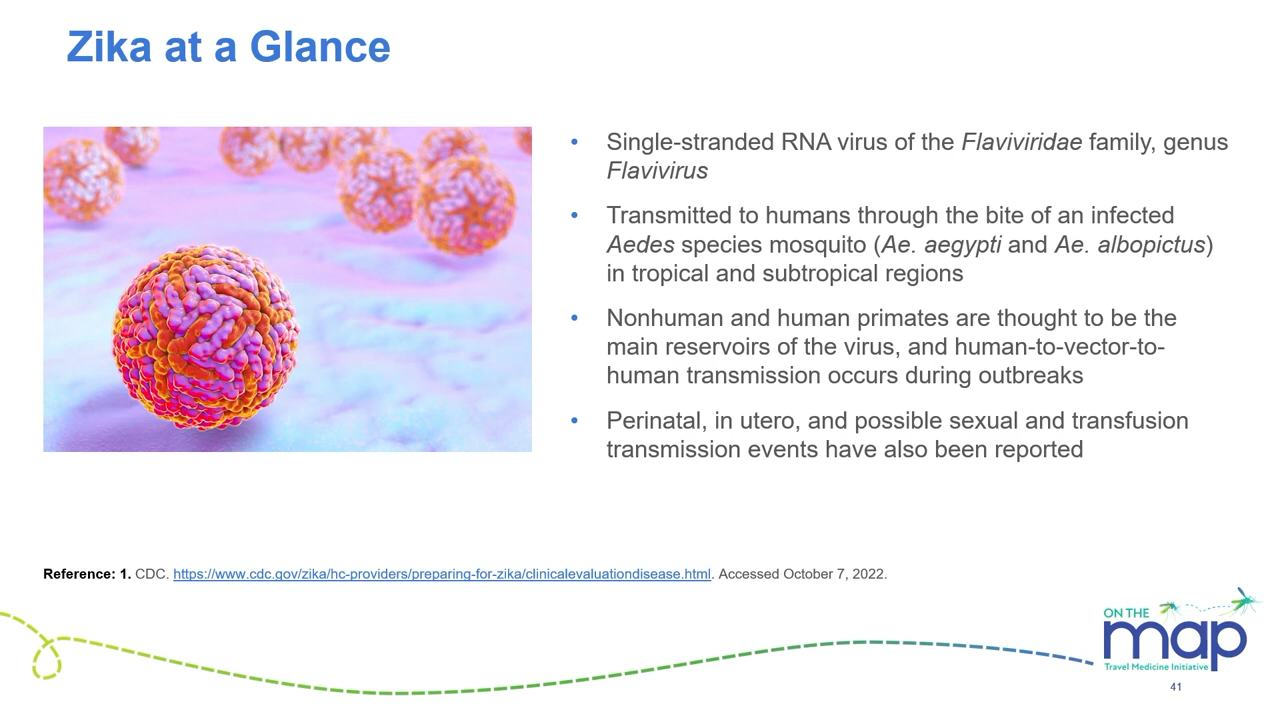 Zika at a Glance
• Single-stranded RNA virus of the Flaviviridae family, genus
Flavivirus
• Transmitted to humans through the bite of an infected
Aedes species mosquito (Ae. aegypti and Ae. albopictus)
in tropical and subtropical regions
• Nonhuman and human primates are thought to be the
main reservoirs of the virus, and human-to-vector-to-
human transmission occurs during outbreaks
• Perinatal, in utero, and possible sexual and transfusion
transmission events have also been reported
Reference: 1. CDC. https://www.cdc.gov/zika/hc-providers/preparing-for-zika/clinicalevaluationdisease.html. Accessed October 7, 2022.
ON THE
map
Travel Medicine Initiative
41